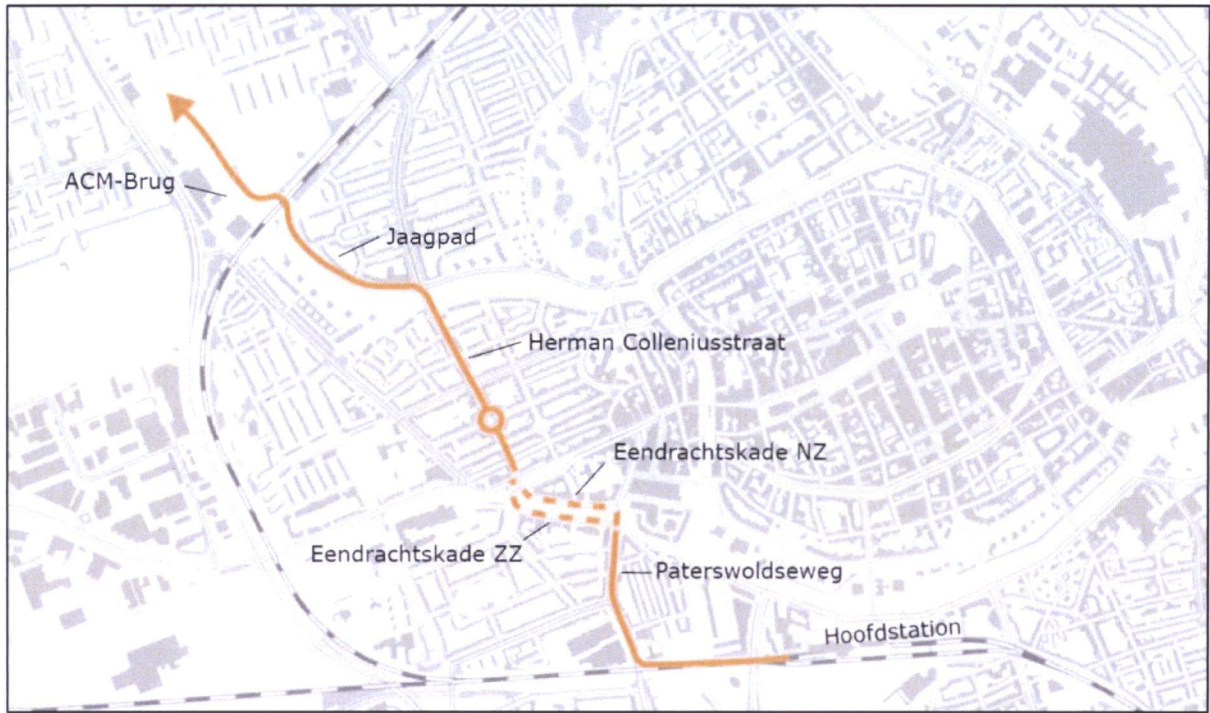 ACM-Brug
Jaagpad
Herman Colleniusstraat
Eendrachtskade NZ
Eendrachtskade ZZ
Paterswoldseweg
Hoofdstation